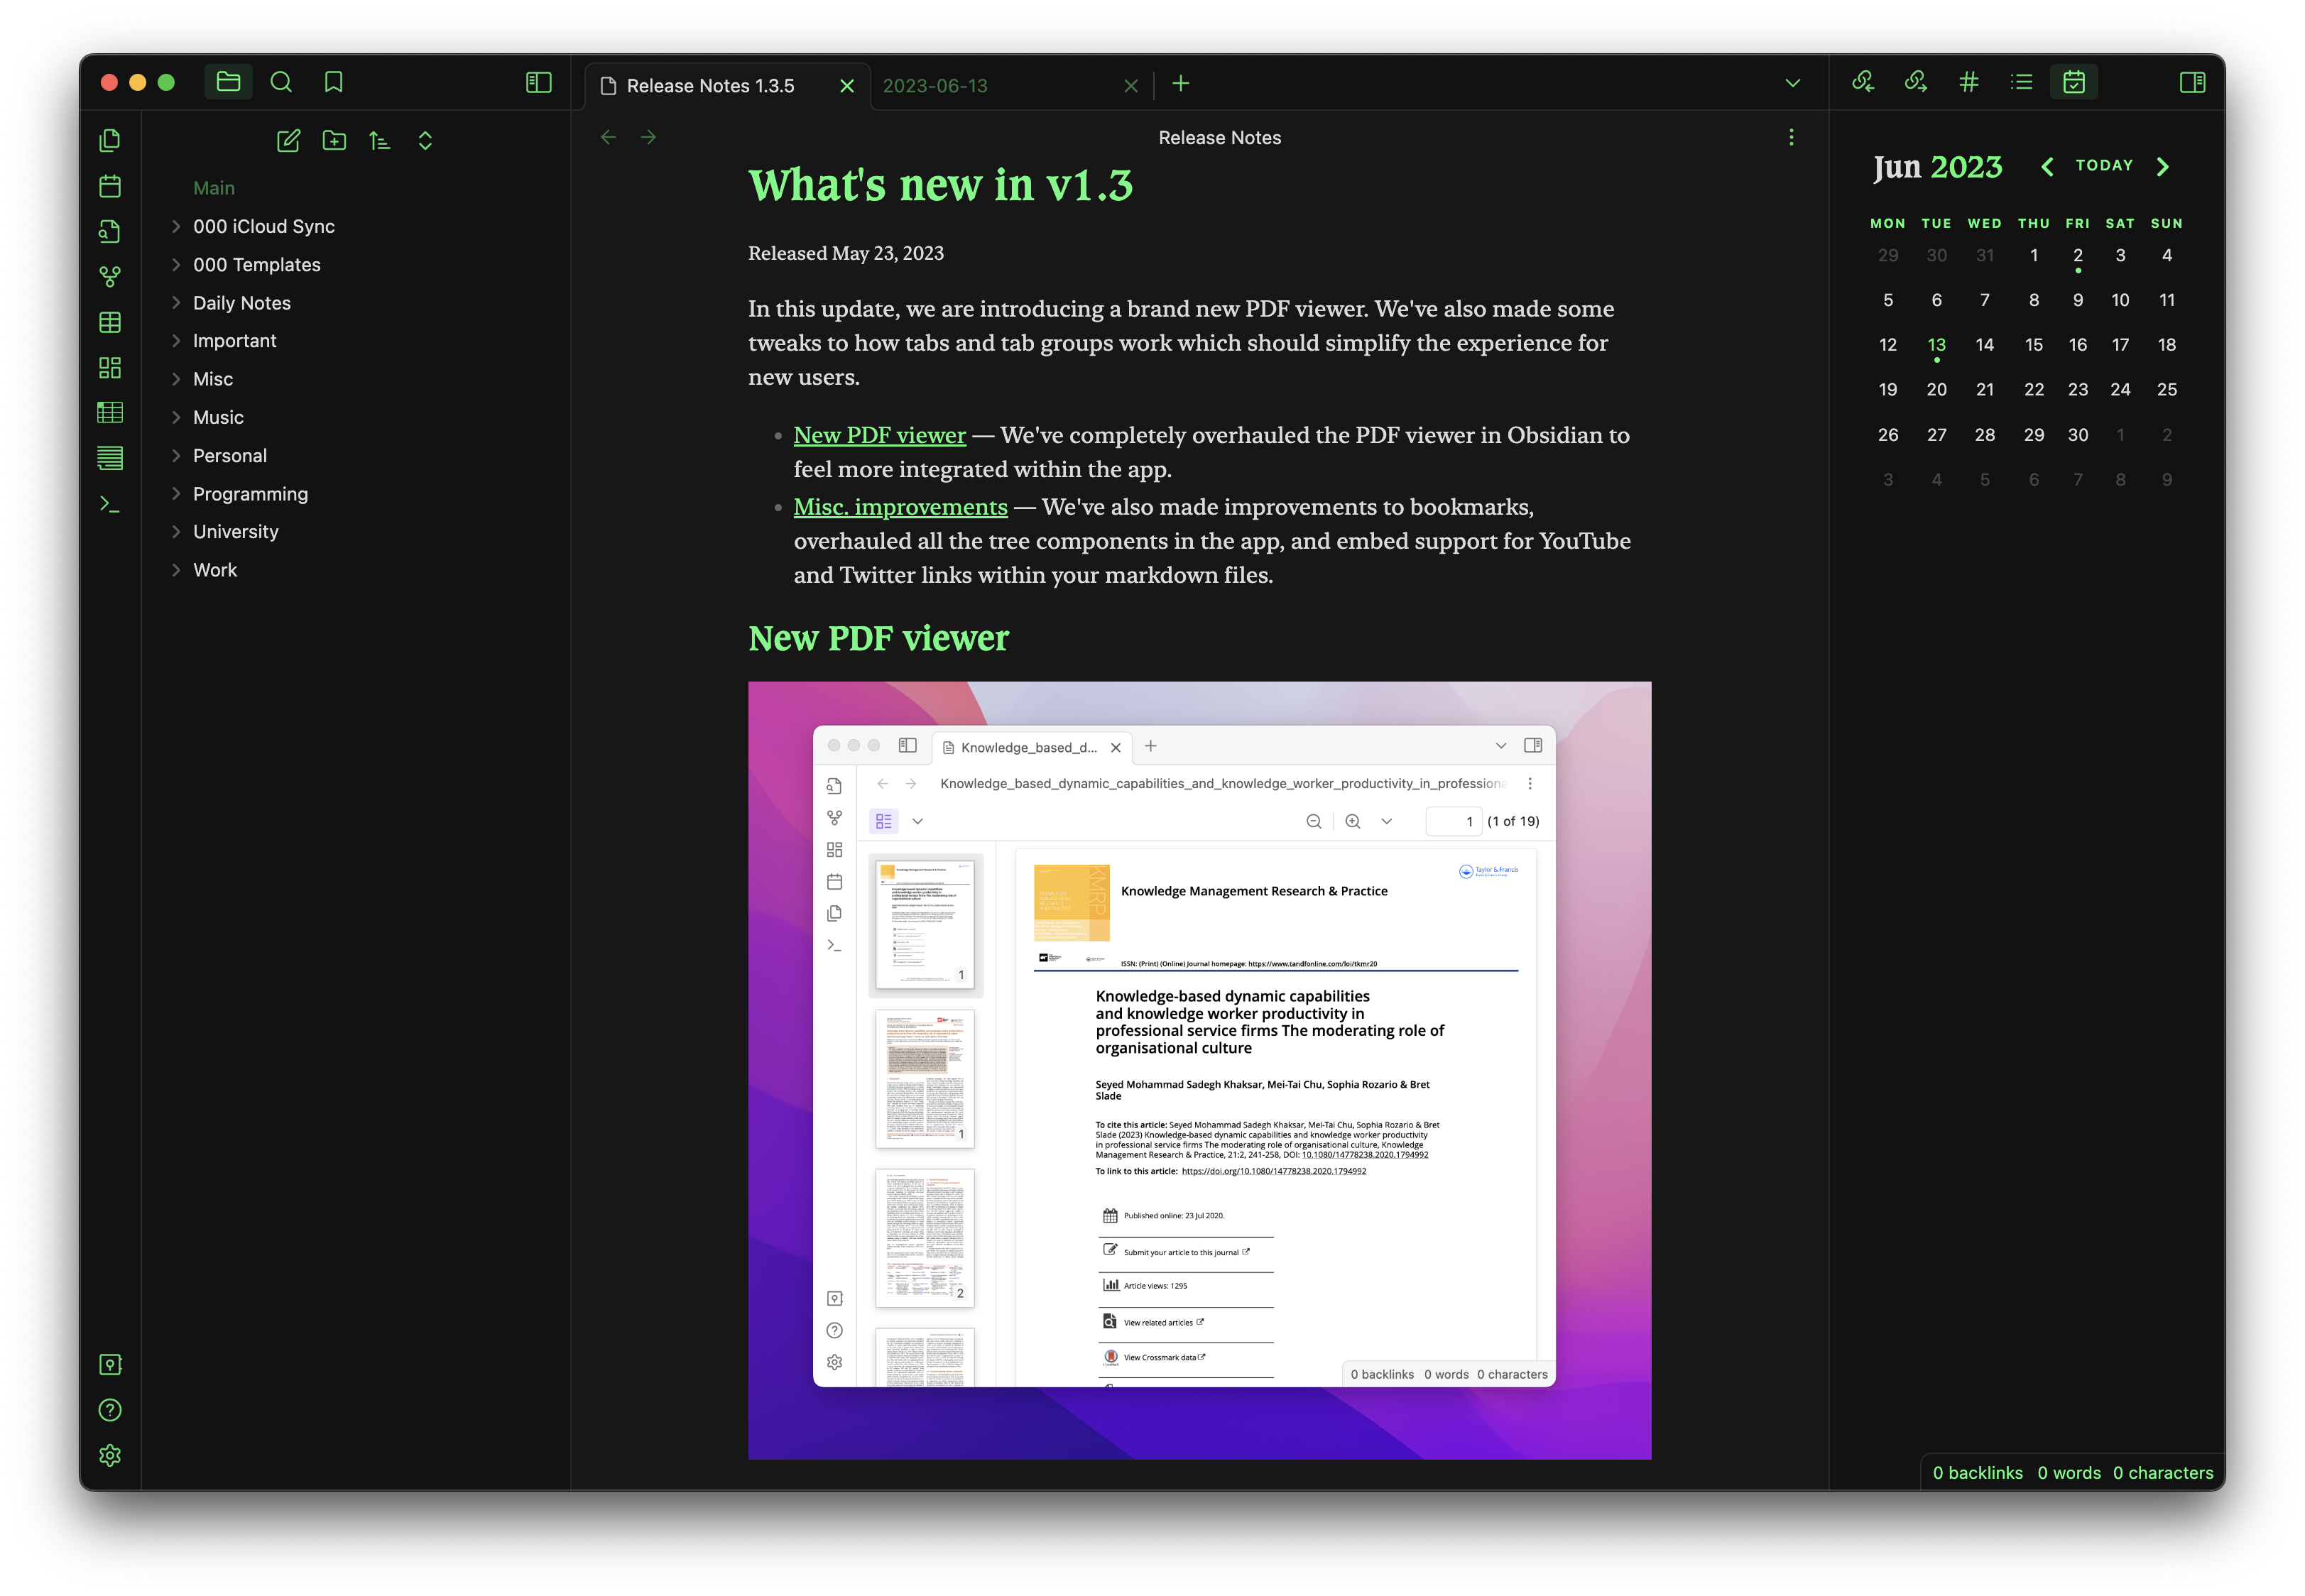 Release Notes 1.3.5
2023-06-13
Main
000 iCloud Sync
000 Templates
Daily Notes
Important
Misc
Music
Personal
Programming
University
Work
Release Notes
What's new in v1.3
Released May 23, 2023
In this update, we are introducing a brand new PDF viewer. We've also made some
tweaks to how tabs and tab groups work which should simplify the experience for
new users.
New PDF viewer — We've completely overhauled the PDF viewer in Obsidian to
feel more integrated within the app.
Misc. improvements — We've also made improvements to bookmarks,
overhauled all the tree components in the app, and embed support for YouTube
and Twitter links within your markdown files.
New PDF viewer
Knowledge_based_d...
Knowledge_based_dynamic_capabilities_and_knowledge_worker_productivity_in_professiona
1 (1 of 19)
1
1
2
KMRP
Taylor & Francis
Knowledge Management Research & Practice
ISSN: (Print) (Online) Journal homepage: https://www.tandfonline.com/loi/tkmr20
Knowledge-based dynamic capabilities
and knowledge worker productivity in
professional service firms The moderating role of
organisational culture
Seyed Mohammad Sadegh Khaksar, Mei-Tai Chu, Sophia Rozario & Bret
Slade
To cite this article: Seyed Mohammad Sadegh Khaksar, Mei-Tai Chu, Sophia Rozario & Bret
Slade (2023) Knowledge-based dynamic capabilities and knowledge worker productivity
in professional service firms The moderating role of organisational culture, Knowledge
Management Research & Practice, 21:2, 241-258, DOI: 10.1080/14778238.2020.1794992
To link to this article: https://doi.org/10.1080/14778238.2020.1794992
Published online: 23 Jul 2020.
Submit your article to this journal
Article views: 1295
View related articles
View Crossmark data
0 backlinks 0 words 0 characters
Jun 2023
TODAY
MON TUE WED THU FRI SAT SUN
29 30 31 1 2 3 4
5 6 7 8 9 10 11
12 13 14 15 16 17 18
19 20 21 22 23 24 25
26 27 28 29 30 1 2
3 4 5 6 7 8 9
0 backlinks 0 words 0 characters